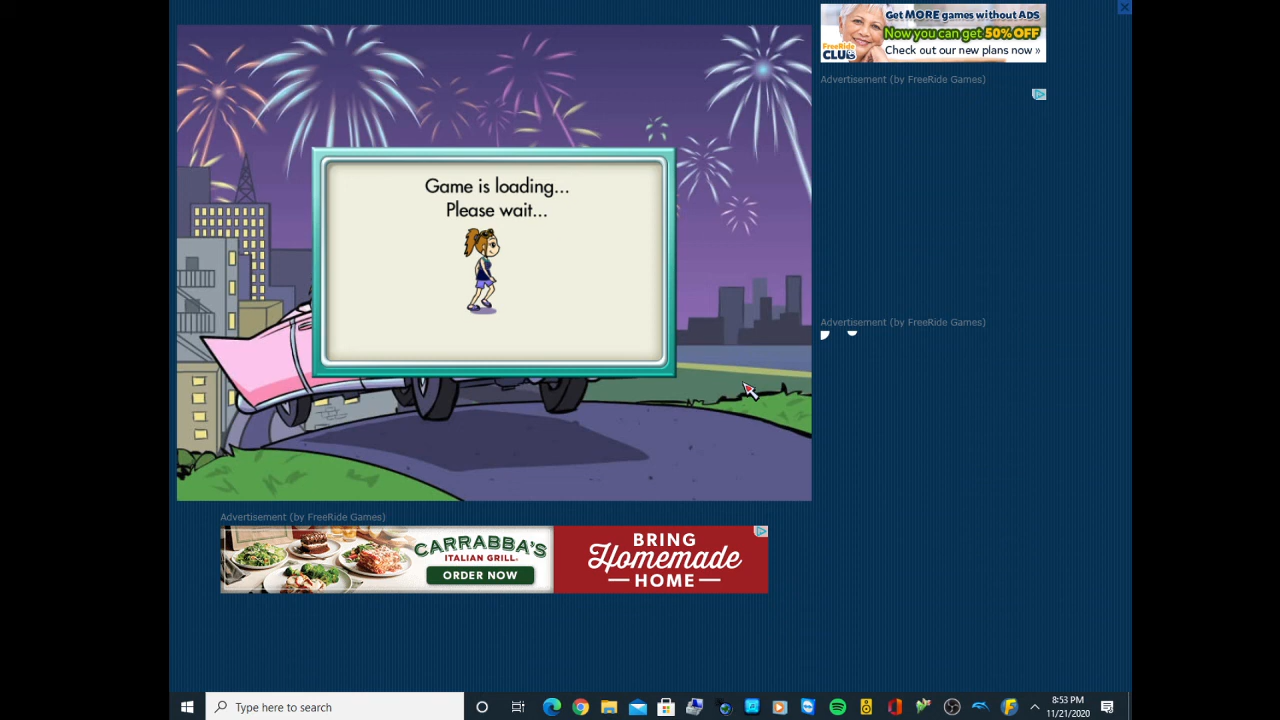 Get MORE games without ADS
Now you can get 50% OFF
FreeRide
CLUB
Check out our new plans now »
Advertisement (by FreeRide Games)
Game is loading...
Please wait...
Advertisement (by FreeRide Games)
Advertisement (by FreeRide Games)
CARRABBA'S
ITALIAN GRILL
ORDER NOW
BRING
Homemade
HOME
Type here to search
8:53 PM
11/21/2020